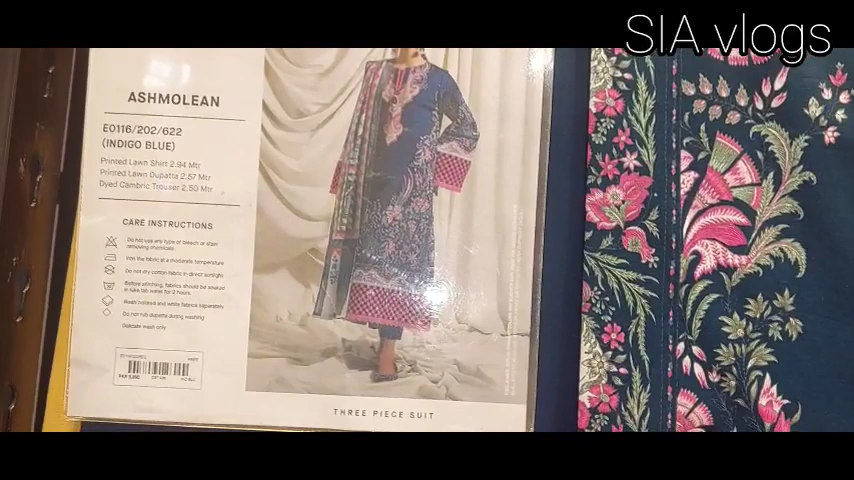 SIA vlogs
ASHMOLEAN
E0116/202/622
(INDIGO BLUE)
Printed Lawn Shirt 2.94 Mtr
Printed Lawn Dupatta 2.57 Mtr
Dyed Cambric Trouser 2.50 Mtr
CARE INSTRUCTIONS
Do not use any type of bleach or stain
removing chemicals.
Iron the fabric at a moderate temperature
Do not dry cotton fabric in direct sunlight
Before stitching, fabrics should be soaked
in luke tab water for 2 hours
Wash colored and white fabrics separately
Do not rub dupatta during washing
Delicate wash only
THREE PIECE SUIT